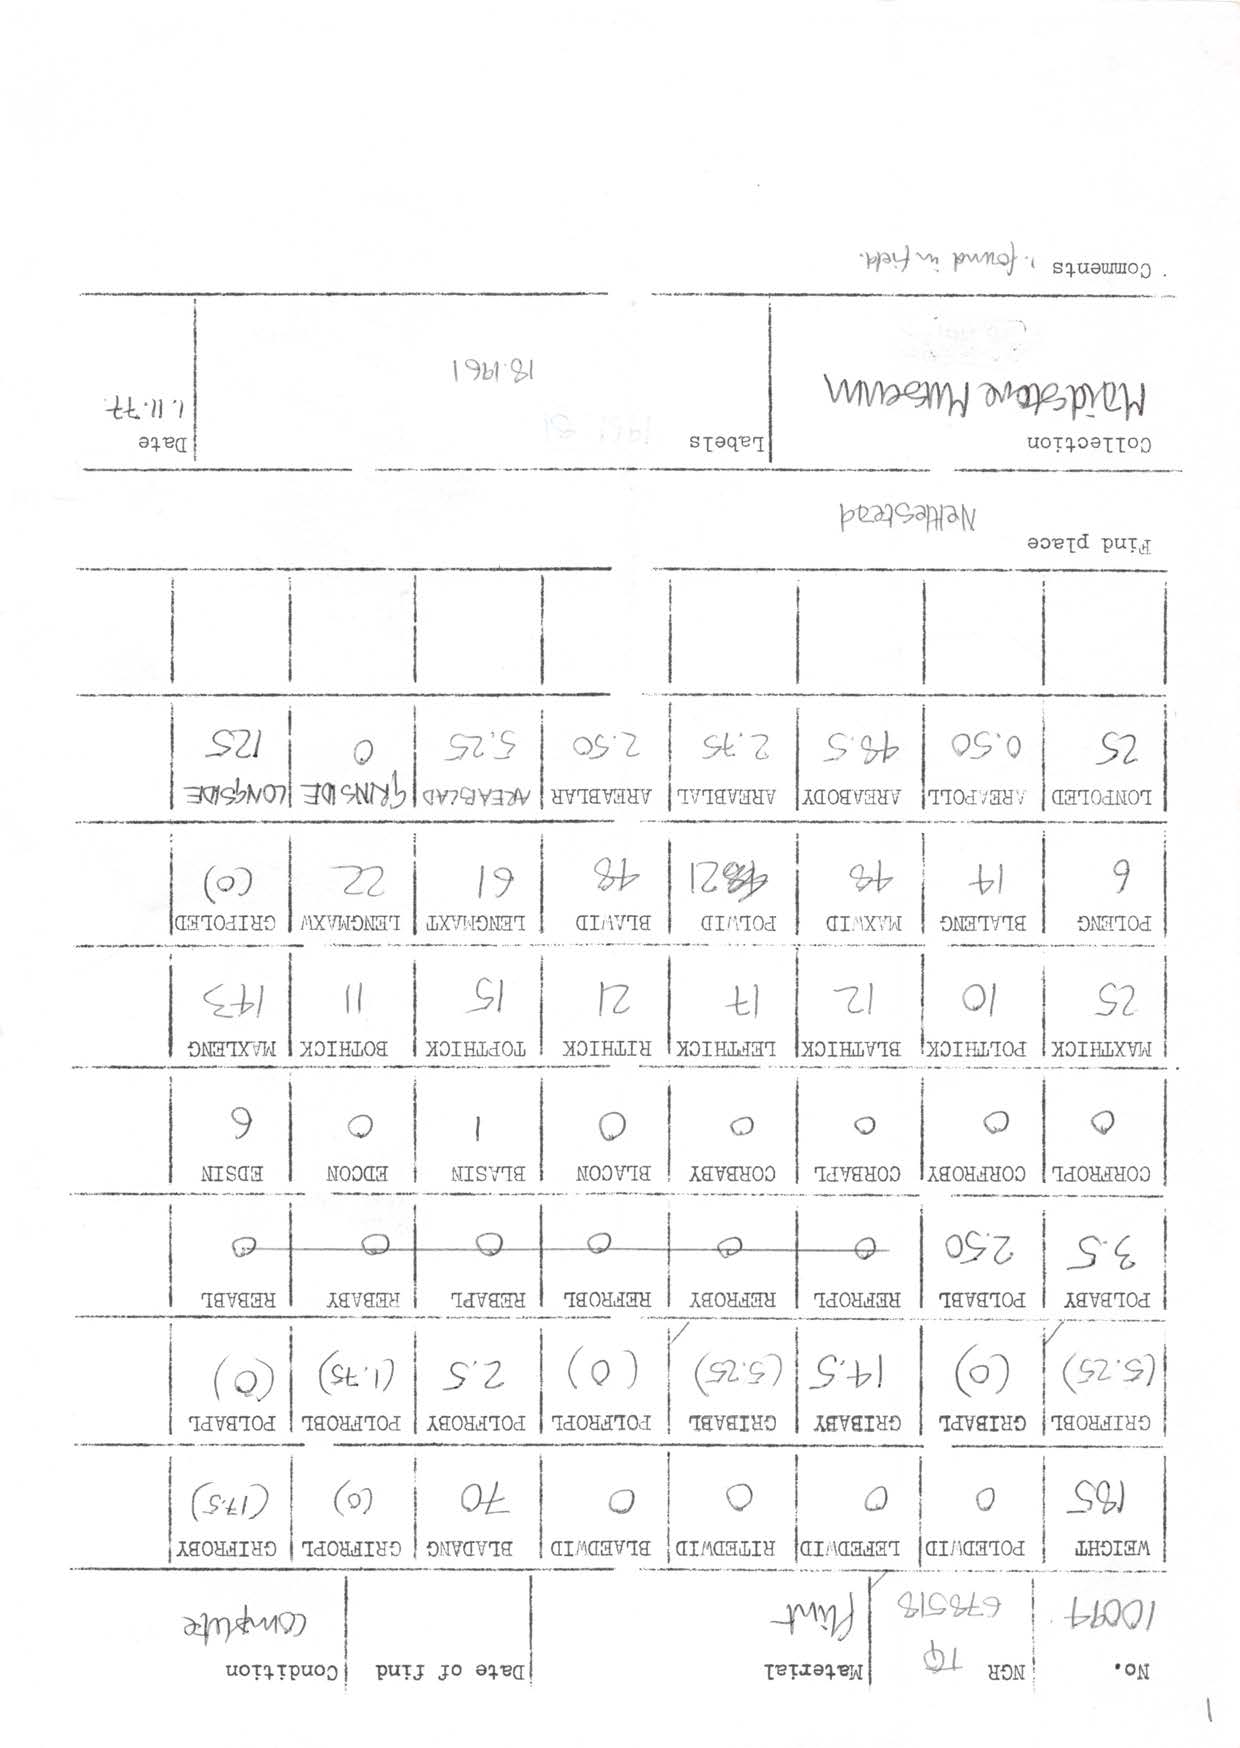 1
No. NGR TQ Material Date of find Condition
10094 678518 flint complete
WEIGHT POLEDWID LEFEDWID RITEDWID BLAEDWID BLADANG GRIFROPL GRIFROBY
185 0 0 0 0 70 (0) (17.5)
GRIFROBL GRIBAPL GRIBABY GRIBABL POLFROPL POLFROBY POLFROBL POLBAPL
(5.25) (0) 14.5 (5.25) (0) 2.5 (1.75) (0)
POLBABY POLBABL REFROPL REFROBY REFROBL REBAPL REBABY REBABL
3.5 2.50 0 0 0 0 0 0
CORFROPL CORFROBY CORBAPL CORBABY BLACON BLASIN EDCON EDSIN
0 0 0 0 0 1 0 6
MAXTHICK POLTHICK BLATHICK LEFTHICK RITHICK TOPTHICK BOTHICK MAXLENG
25 10 12 17 21 15 11 143
POLENG BLALENG MAXWID POLWID BLAWID LENGMAXT LENGMAXW GRIPOLED
6 14 48 21 48 61 22 (0)
LONPOLED AREAPOLL AREABODY AREABLAL AREABLAR AREABLAD GRINSIDE LONGSIDE
25 0.50 48.5 2.75 2.50 5.25 0 125
Find place
Nettlestead
Collection Labels Date
Maidstone Museum 18.1961 1.11.77.
Comments 1. found in field.